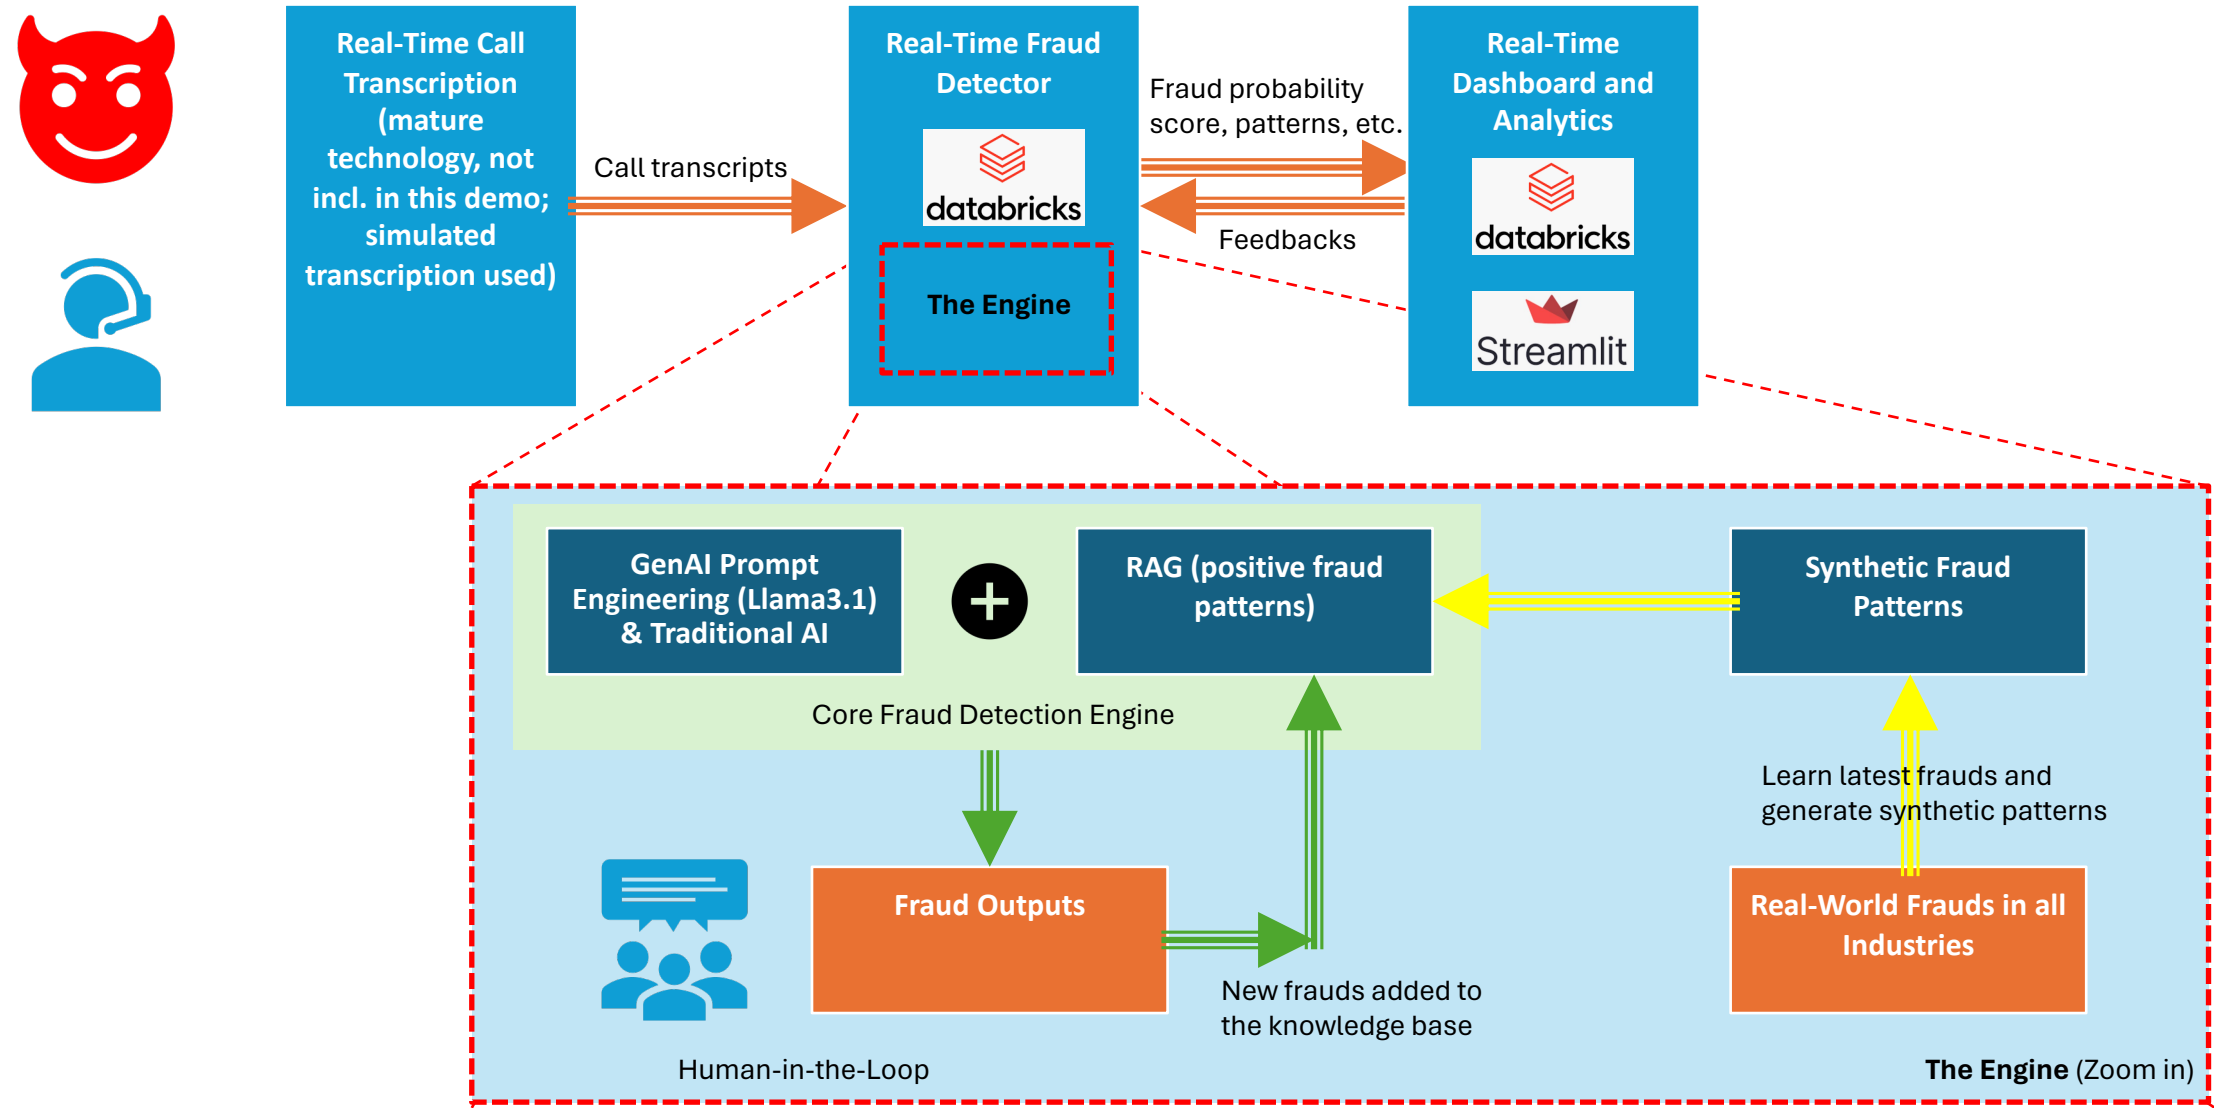 Real-Time Call
Transcription
(mature
technology, not
incl. in this demo;
simulated
transcription used)
Call transcripts
Real-Time Fraud
Detector
databricks
The Engine
Fraud probability
score, patterns, etc.
Feedbacks
Real-Time
Dashboard and
Analytics
databricks
Streamlit
GenAI Prompt
Engineering (Llama3.1)
& Traditional AI
RAG (positive fraud
patterns)
Core Fraud Detection Engine
Synthetic Fraud
Patterns
Learn latest frauds and
generate synthetic patterns
Fraud Outputs
Real-World Frauds in all
Industries
New frauds added to
the knowledge base
Human-in-the-Loop
The Engine (Zoom in)